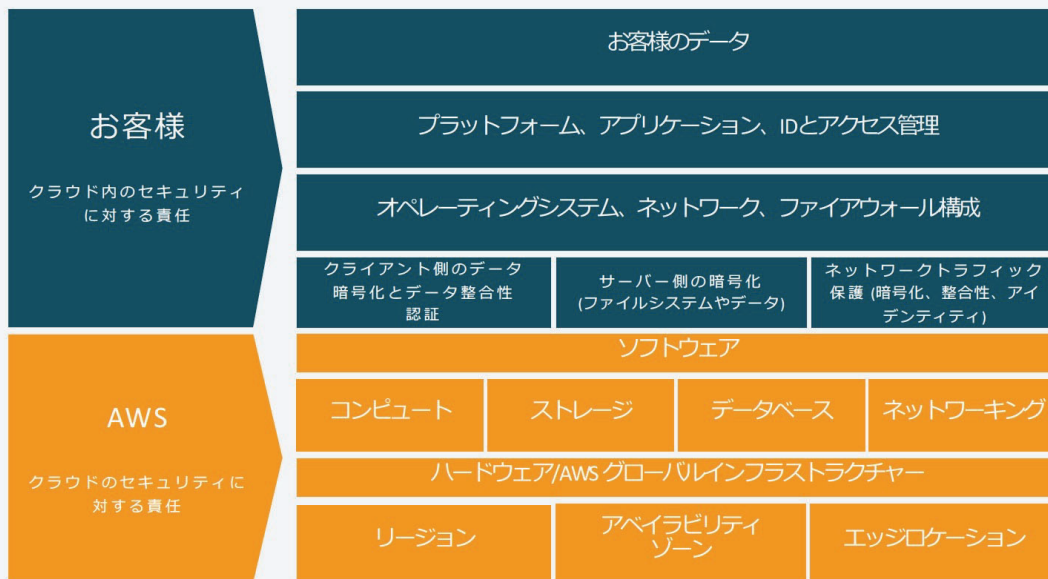 お客様
クラウド内のセキュリティ
に対する責任
お客様のデータ
プラットフォーム、アプリケーション、IDとアクセス管理
オペレーティングシステム、ネットワーク、ファイアウォール構成
クライアント側のデータ
暗号化とデータ整合性
認証
サーバー側の暗号化
(ファイルシステムやデータ)
ネットワークトラフィック
保護 (暗号化、整合性、アイ
デンティティ)
AWS
クラウドのセキュリティに
対する責任
ソフトウェア
コンピュート
ストレージ
データベース
ネットワーキング
ハードウェア/AWS グローバルインフラストラクチャー
リージョン
アベイラビリティ
ゾーン
エッジロケーション